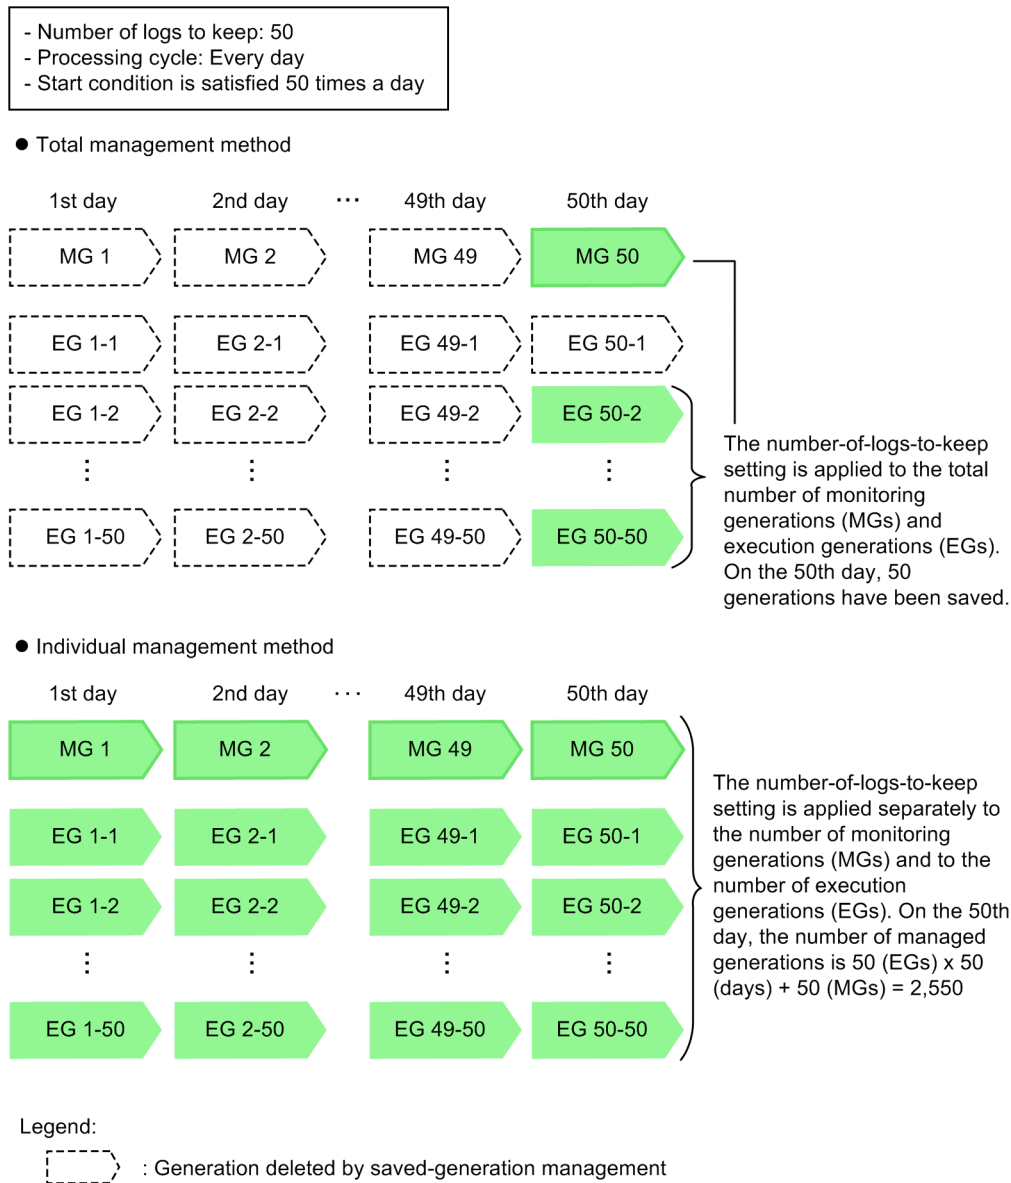 - Number of logs to keep: 50
- Processing cycle: Every day
- Start condition is satisfied 50 times a day
● Total management method
1st day 2nd day ··· 49th day 50th day
MG 1 MG 2 MG 49 MG 50
EG 1-1 EG 2-1 EG 49-1 EG 50-1
EG 1-2 EG 2-2 EG 49-2 EG 50-2
⋮ ⋮ ⋮ ⋮
EG 1-50 EG 2-50 EG 49-50 EG 50-50
The number-of-logs-to-keep
setting is applied to the total
number of monitoring
generations (MGs) and
execution generations (EGs).
On the 50th day, 50
generations have been saved.
● Individual management method
1st day 2nd day ··· 49th day 50th day
MG 1 MG 2 MG 49 MG 50
EG 1-1 EG 2-1 EG 49-1 EG 50-1
EG 1-2 EG 2-2 EG 49-2 EG 50-2
⋮ ⋮ ⋮ ⋮
EG 1-50 EG 2-50 EG 49-50 EG 50-50
The number-of-logs-to-keep
setting is applied separately to
the number of monitoring
generations (MGs) and to the
number of execution
generations (EGs). On the 50th
day, the number of managed
generations is 50 (EGs) x 50
(days) + 50 (MGs) = 2,550
Legend:
: Generation deleted by saved-generation management